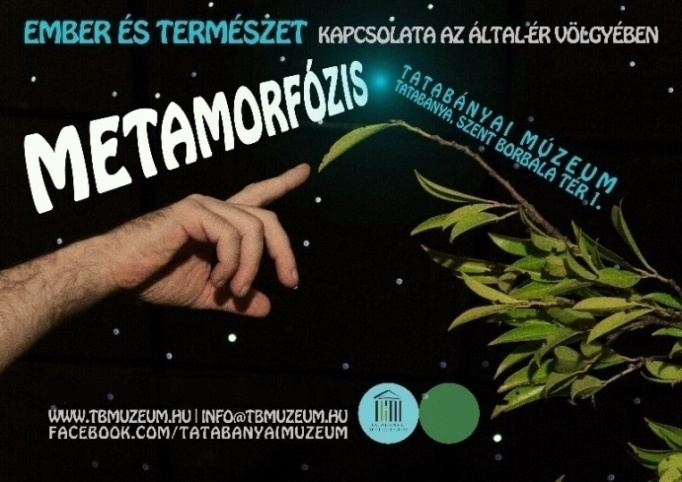 EMBER ÉS TERMÉSZET KAPCSOLATA AZ ÁLTAL-ÉR VÖLGYÉBEN
METAMORFÓZIS
TATABÁNYAI MÚZEUM
TATABÁNYA, SZENT BORBÁLA TÉR 1.
WWW.TBMUZEUM.HU | INFO@TBMUZEUM.HU
FACEBOOK.COM/TATABANYAIMUZEUM